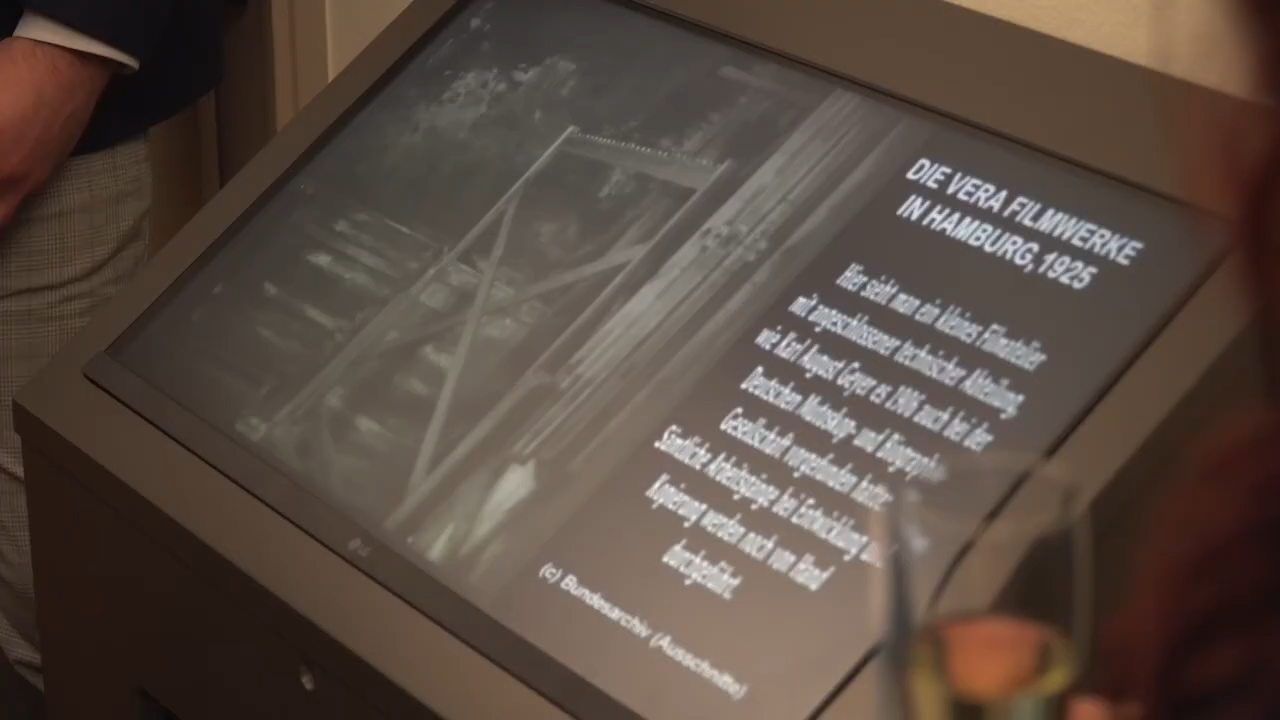 DIE VERA FILMWERKE
IN HAMBURG, 1925
Hier sieht man ein kleines Filmatelier
mit angeschlossener technischer Abteilung,
wie Karl August Geyer es 1906 auch bei der
Deutschen Mutoskop- und Biograph-
Gesellschaft vorgefunden hatte.
Sämtliche Arbeitsgänge bei Entwicklung
Kopierung werden noch von Hand
durchgeführt.
(c) Bundesarchiv (Ausschnitte)